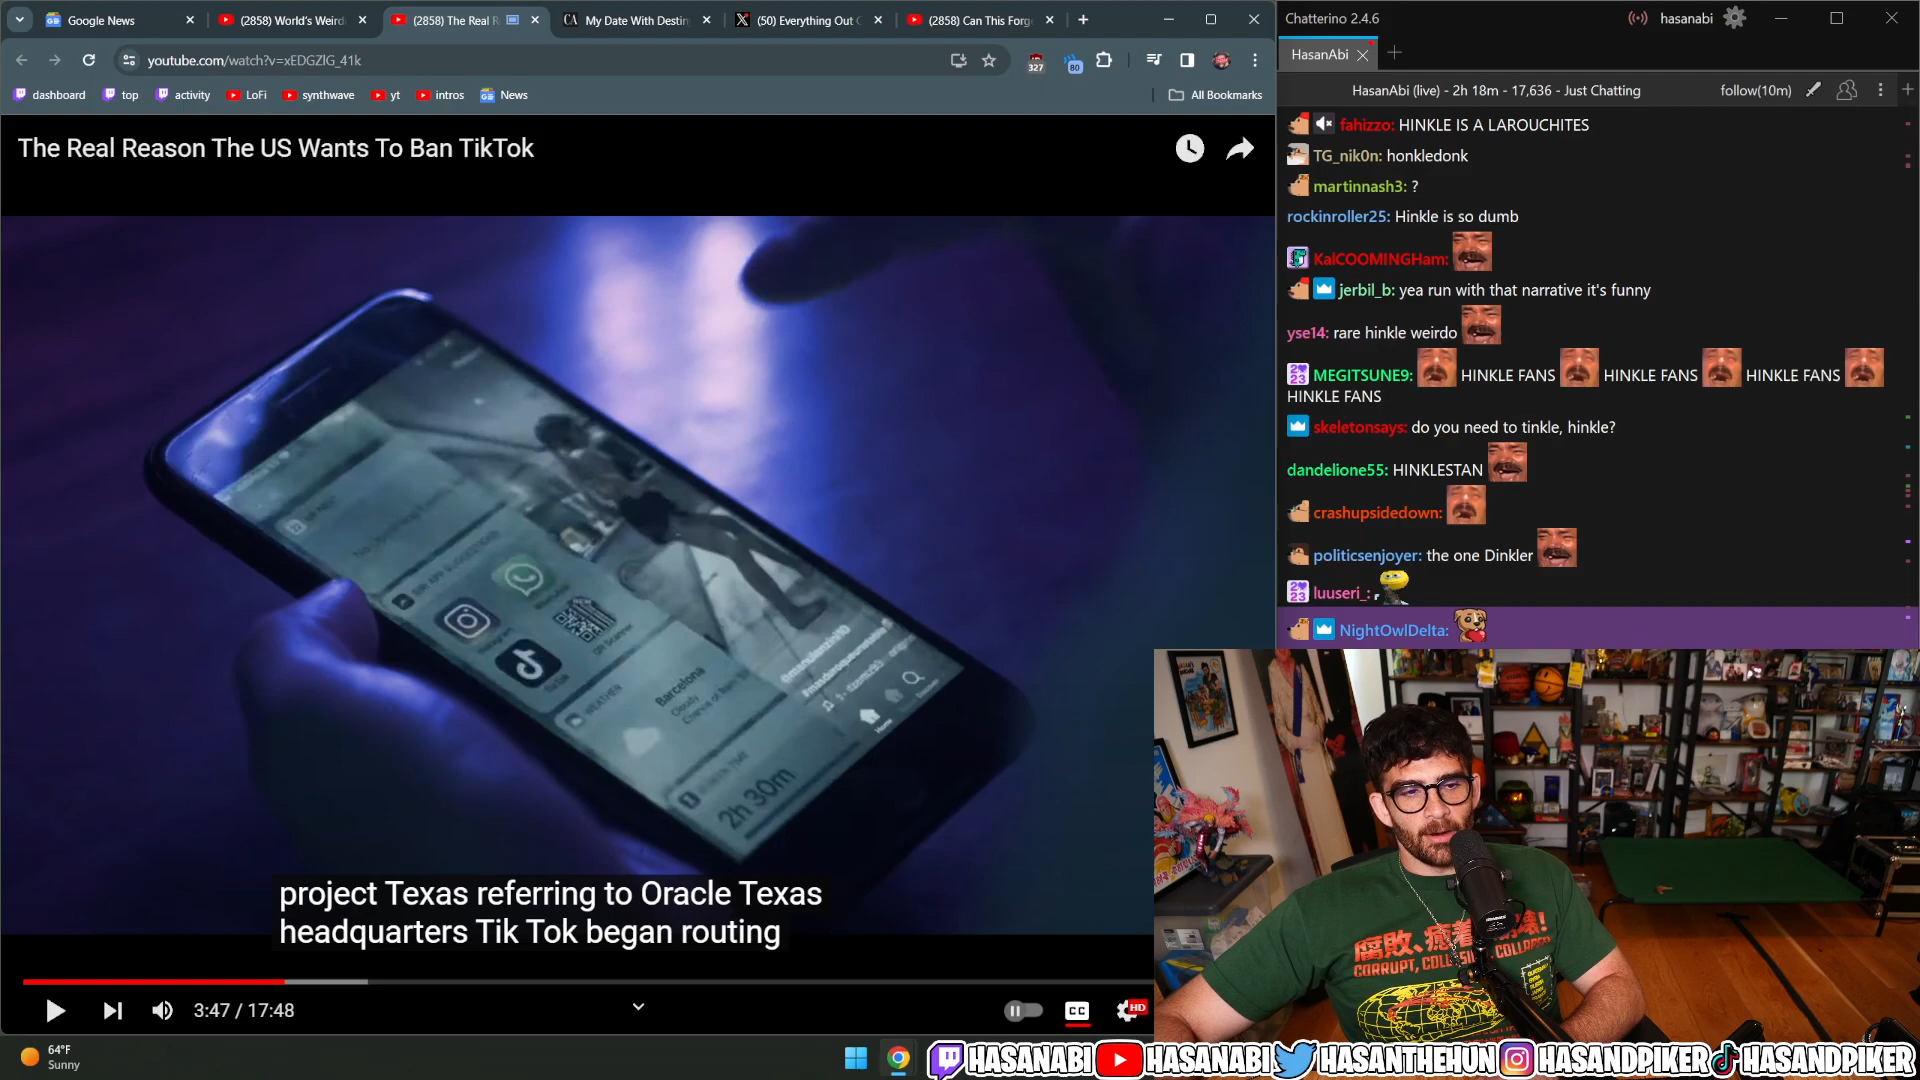 Google News
(2858) World's Weird
(2858) The Real R
My Date With Destin
(50) Everything Out O
(2858) Can This Forg
youtube.com/watch?v=xEDGZlG_41k
327
80
dashboard
top
activity
LoFi
synthwave
yt
intros
News
All Bookmarks
The Real Reason The US Wants To Ban TikTok
Barcelona
2h 30m
project Texas referring to Oracle Texas
headquarters Tik Tok began routing
3:47 / 17:48
CC
HD
64°F
Sunny
Chatterino 2.4.6
hasanabi
HasanAbi
HasanAbi (live) - 2h 18m - 17,636 - Just Chatting
follow(10m)
fahizzo: HINKLE IS A LAROUCHITES
TG_nik0n: honkledonk
martinnash3: ?
rockinroller25: Hinkle is so dumb
KalCOOMINGHam:
jerbil_b: yea run with that narrative it's funny
yse14: rare hinkle weirdo
MEGITSUNE9: HINKLE FANS HINKLE FANS HINKLE FANS
HINKLE FANS
skeletonsays: do you need to tinkle, hinkle?
dandelione55: HINKLESTAN
crashupsidedown:
politicsenjoyer: the one Dinkler
luuseri_:
NightOwlDelta:
HASANABI HASANABI HASANTHEHUN HASANDPIKER HASANDPIKER